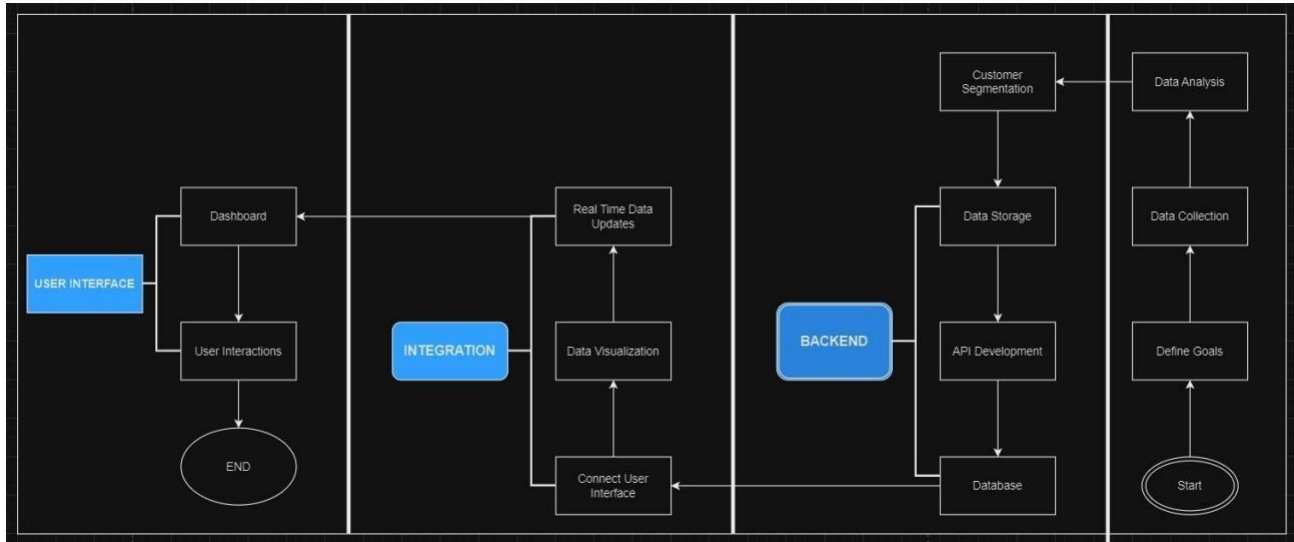 Customer
Segmentation
Data Analysis
Dashboard
Real Time Data
Updates
Data Storage
Data Collection
USER INTERFACE
User Interactions
INTEGRATION
Data Visualization
BACKEND
API Development
Define Goals
END
Connect User
Interface
Database
Start